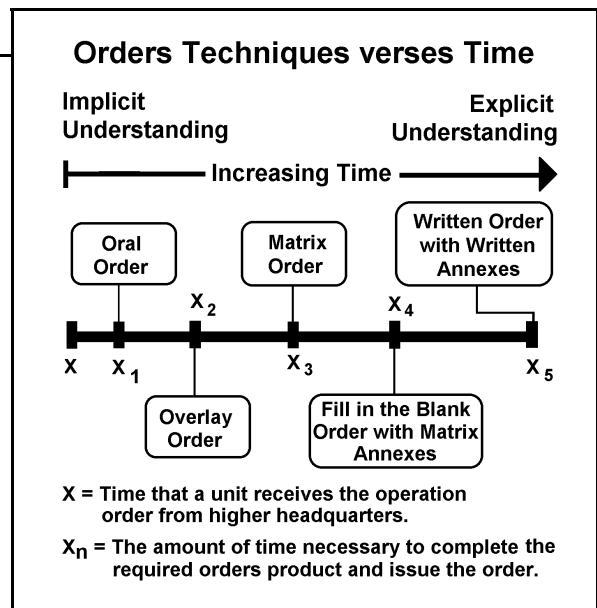 Orders Techniques verses Time
Implicit
Understanding
Explicit
Understanding
Increasing Time
Oral
Order
Matrix
Order
Written Order
with Written
Annexes
X2
X4
X
X1
X3
X5
Overlay
Order
Fill in the Blank
Order with Matrix
Annexes
X = Time that a unit receives the operation
order from higher headquarters.
Xn = The amount of time necessary to complete the
required orders product and issue the order.